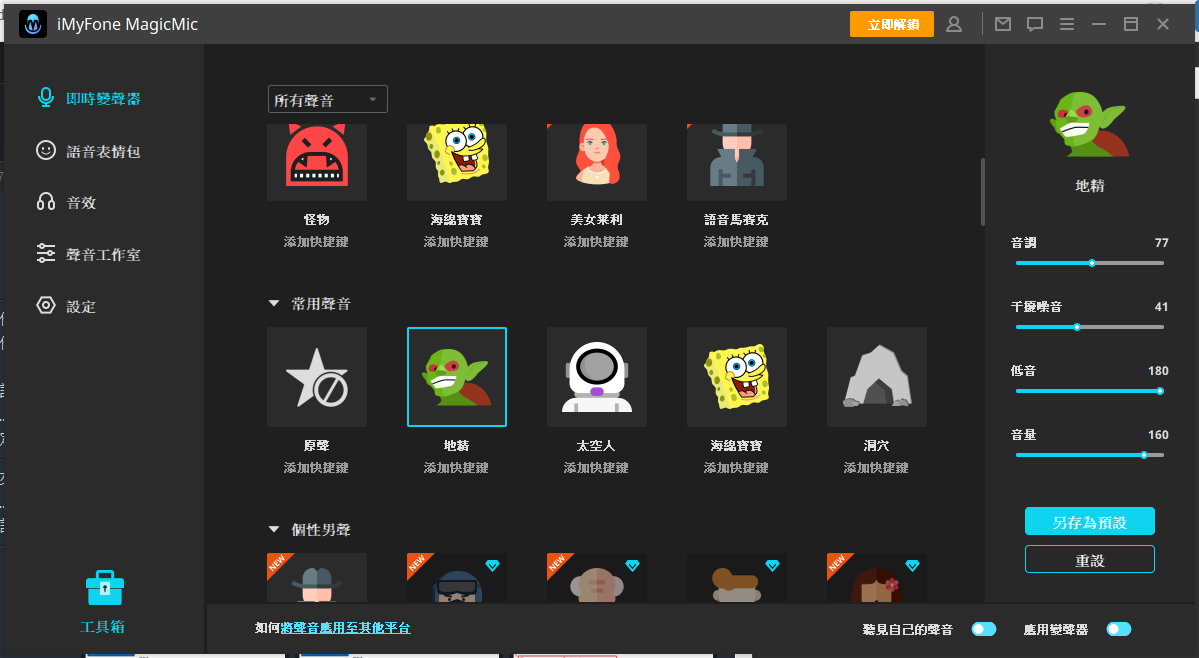 iMyFone MagicMic
立即解鎖
即時變聲器
語音表情包
音效
聲音工作室
設定
工具箱
所有聲音
怪物
海綿寶寶
美女萊利
語音馬賽克
添加快捷鍵
添加快捷鍵
添加快捷鍵
添加快捷鍵
常用聲音
原聲
地精
太空人
海綿寶寶
洞穴
添加快捷鍵
添加快捷鍵
添加快捷鍵
添加快捷鍵
添加快捷鍵
個性男聲
NEW
NEW
NEW
NEW
如何將聲音應用至其他平台
聽見自己的聲音
應用變聲器
地精
音調 77
干擾噪音 41
低音 180
音量 160
另存為預設
重設